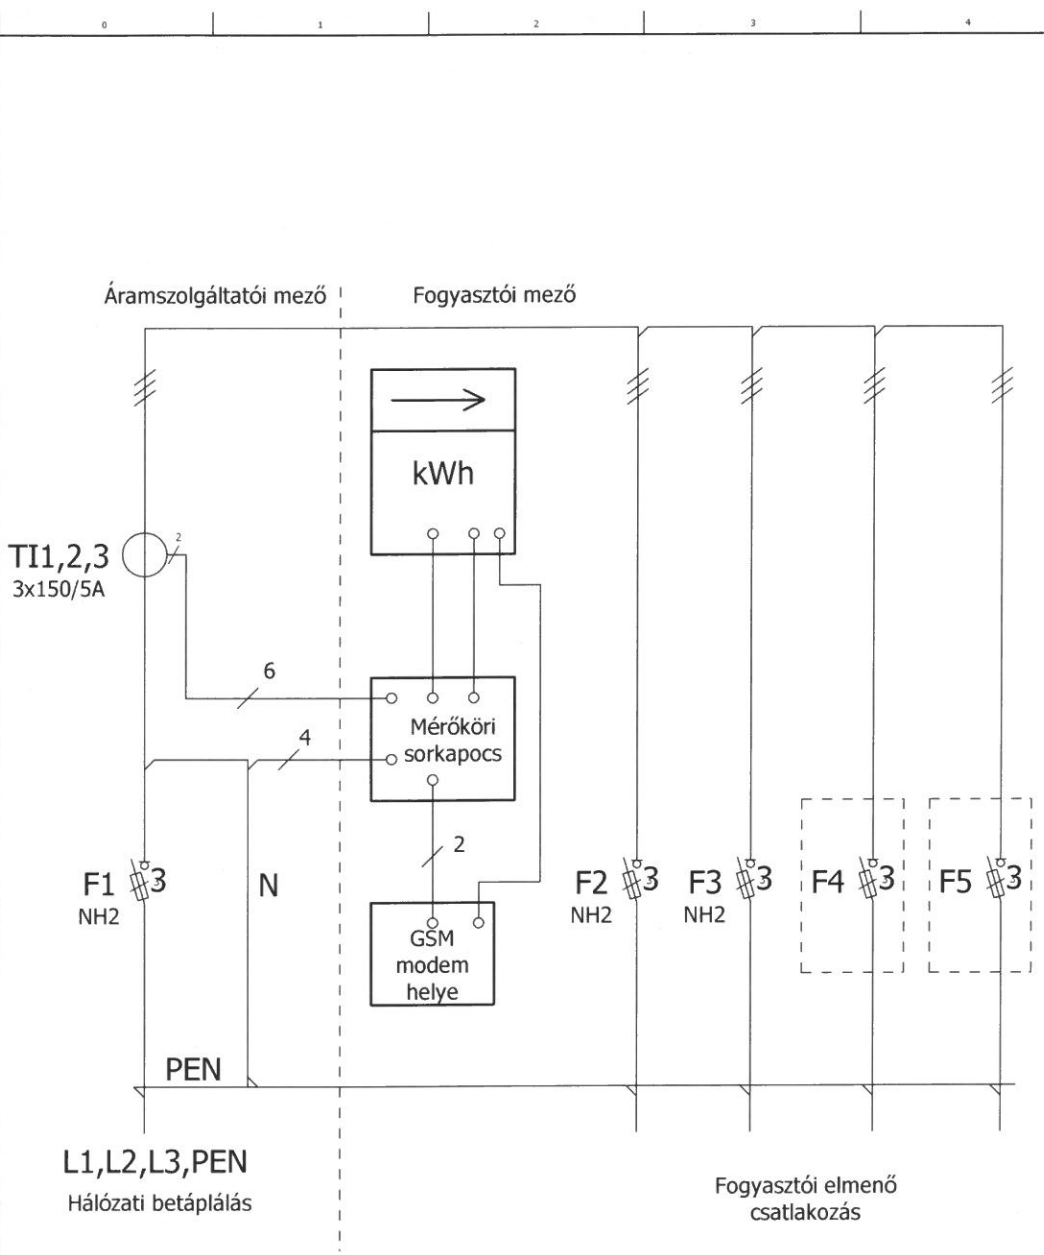 0 1 2 3 4
Áramszolgáltatói mező
Fogyasztói mező
kWh
2
TI1,2,3
3x150/5A
6
Mérőköri
sorkapocs
4
2
F1 3
NH2
N
F2 3
NH2
F3 3
NH2
F4 3
F5 3
GSM
modem
helye
PEN
L1,L2,L3,PEN
Hálózati betáplálás
Fogyasztói elmenő
csatlakozás